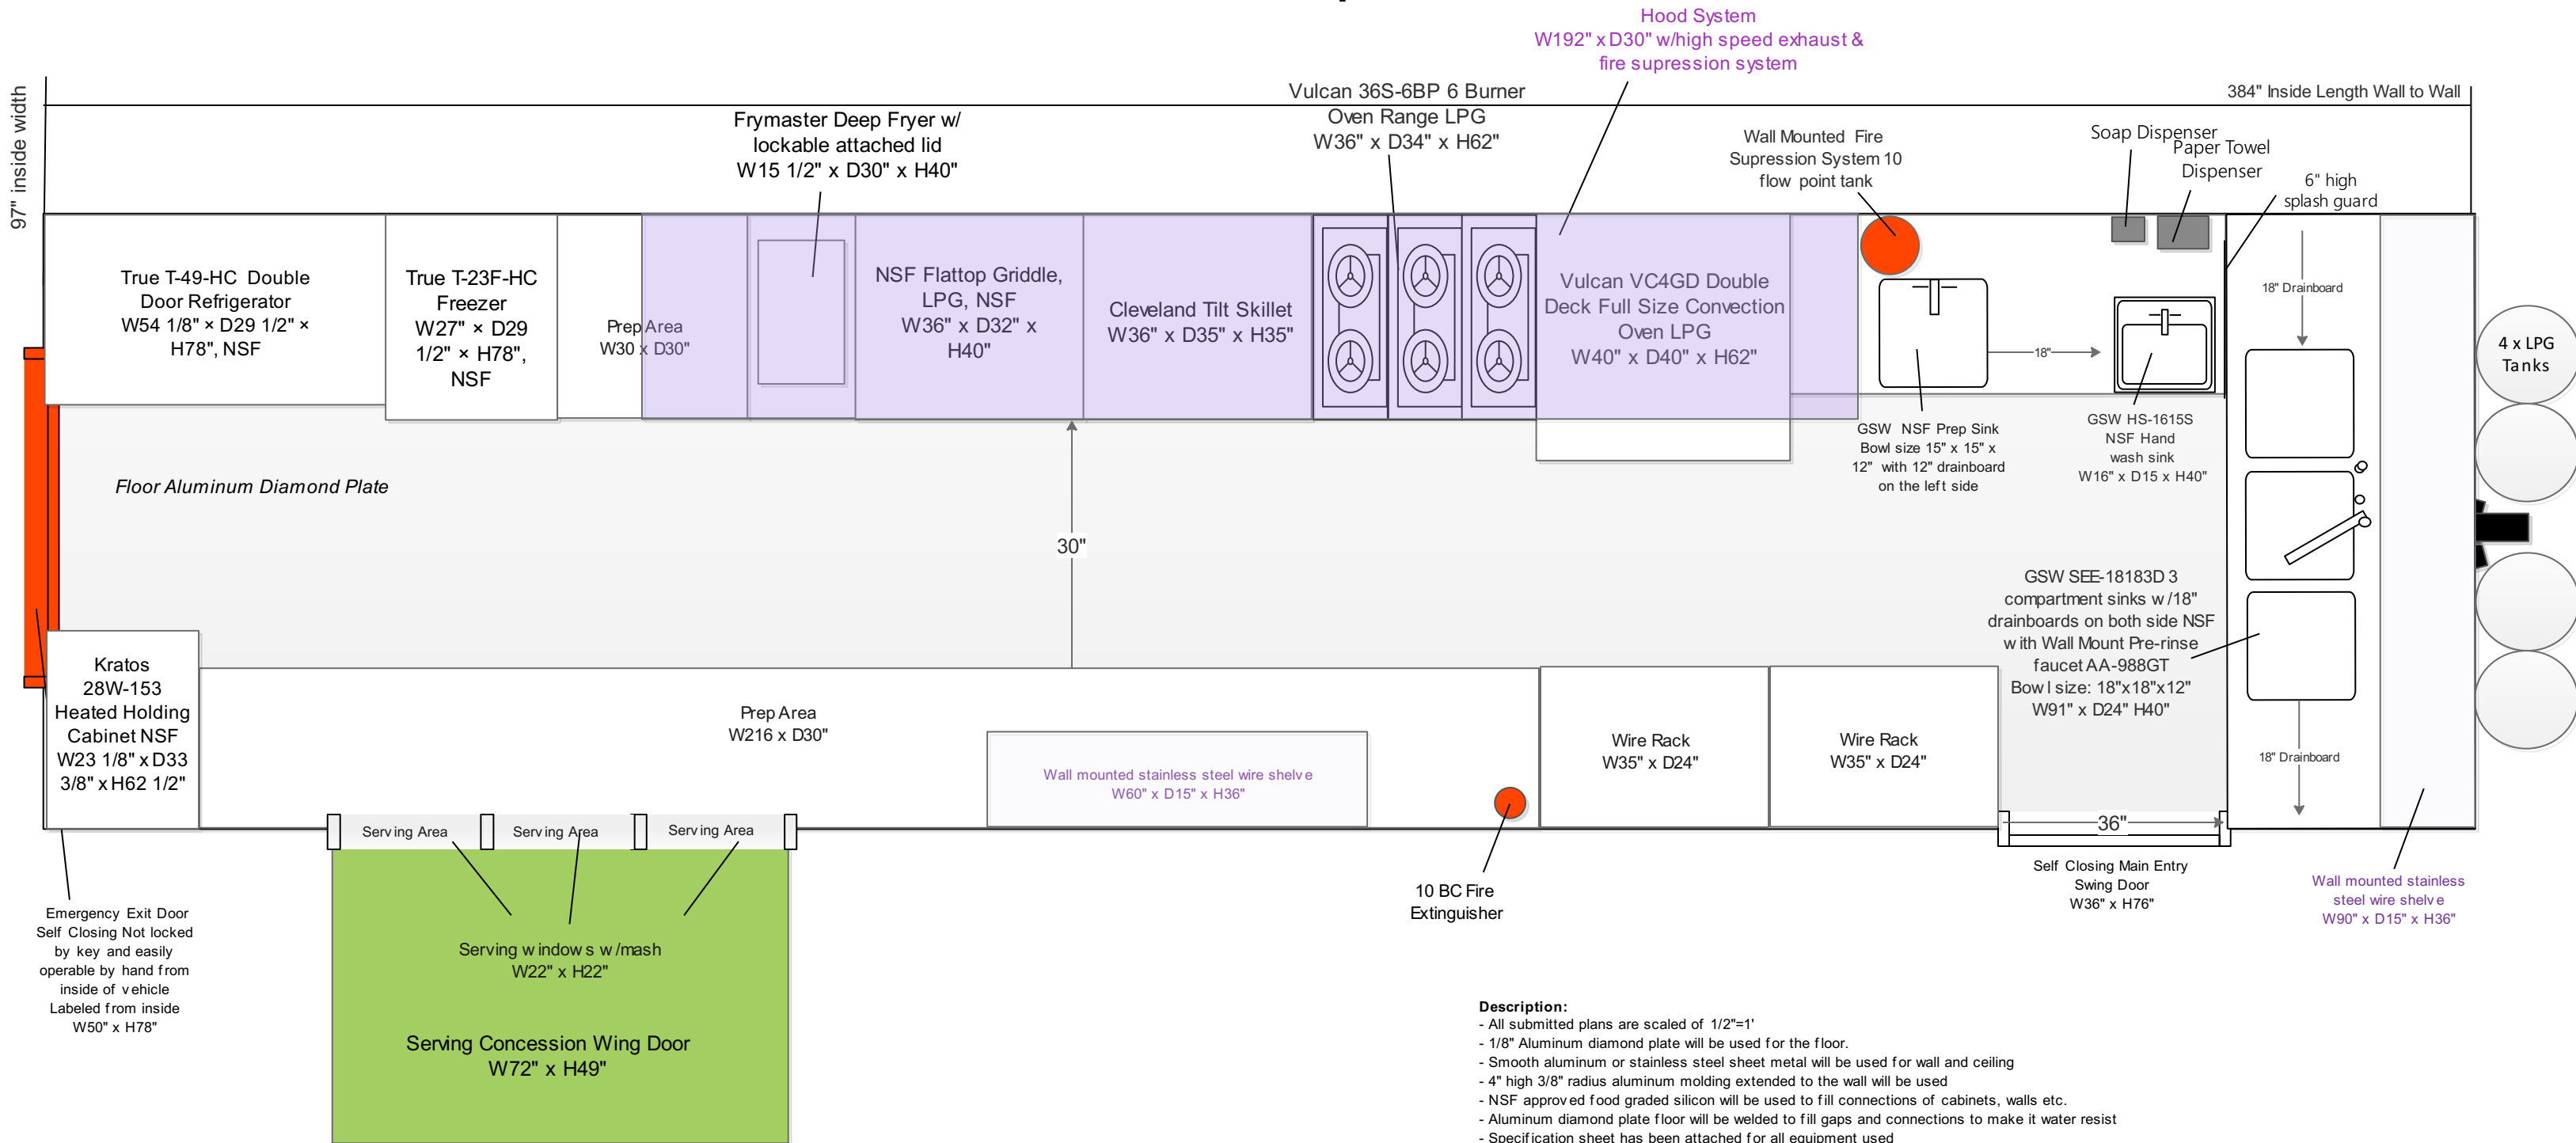 Hood System
W192" x D30" w/high speed exhaust &
fire supression system
97" inside width
384" Inside Length Wall to Wall
Vulcan 36S-6BP 6 Burner
Oven Range LPG
W36" x D34" x H62"
Frymaster Deep Fryer w/
lockable attached lid
W15 1/2" x D30" x H40"
Wall Mounted Fire
Supression System 10
flow point tank
Soap Dispenser
Paper Towel
Dispenser
6" high
splash guard
True T-49-HC Double
Door Refrigerator
W54 1/8" × D29 1/2" ×
H78", NSF
True T-23F-HC
Freezer
W27" × D29
1/2" × H78",
NSF
Prep Area
W30 x D30"
NSF Flattop Griddle,
LPG, NSF
W36" x D32" x
H40"
Cleveland Tilt Skillet
W36" x D35" x H35"
Vulcan VC4GD Double
Deck Full Size Convection
Oven LPG
W40" x D40" x H62"
18"
18" Drainboard
4 x LPG
Tanks
GSW NSF Prep Sink
Bowl size 15" x 15" x
12" with 12" drainboard
on the left side
GSW HS-1615S
NSF Hand
wash sink
W16" x D15 x H40"
Floor Aluminum Diamond Plate
30"
GSW SEE-18183D 3
compartment sinks w/18"
drainboards on both side NSF
with Wall Mount Pre-rinse
faucet AA-988GT
Bowl size: 18"x18"x12"
W91" x D24" H40"
Kratos
28W-153
Heated Holding
Cabinet NSF
W23 1/8" x D33
3/8" x H62 1/2"
Prep Area
W216 x D30"
Wall mounted stainless steel wire shelve
W60" x D15" x H36"
Wire Rack
W35" x D24"
Wire Rack
W35" x D24"
18" Drainboard
36"
Serving Area
Serving Area
Serving Area
Self Closing Main Entry
Swing Door
W36" x H76"
Wall mounted stainless
steel wire shelve
W90" x D15" x H36"
10 BC Fire
Extinguisher
Emergency Exit Door
Self Closing Not locked
by key and easily
operable by hand from
inside of vehicle
Labeled from inside
W50" x H78"
Serving windows w/mash
W22" x H22"
Serving Concession Wing Door
W72" x H49"
Description:
- All submitted plans are scaled of 1/2"=1'
- 1/8" Aluminum diamond plate will be used for the floor.
- Smooth aluminum or stainless steel sheet metal will be used for wall and ceiling
- 4" high 3/8" radius aluminum molding extended to the wall will be used
- NSF approved food graded silicon will be used to fill connections of cabinets, walls etc.
- Aluminum diamond plate floor will be welded to fill gaps and connections to make it water resist
- Specification sheet has been attached for all equipment used